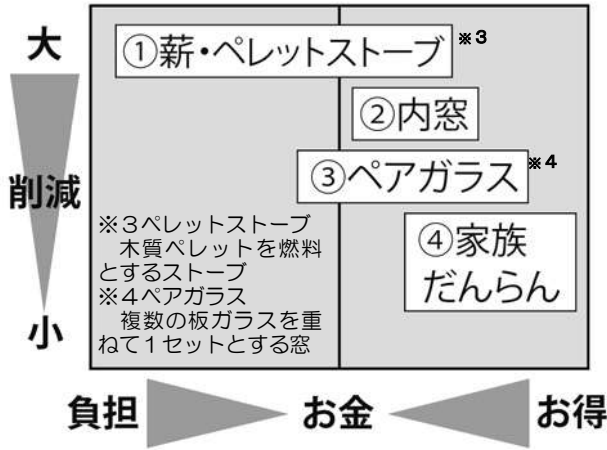 大
削減
小
①薪・ペレットストーブ ※3
②内窓
③ペアガラス ※4
④家族
だんらん
※３ペレットストーブ
木質ペレットを燃料
とするストーブ
※４ペアガラス
複数の板ガラスを重
ねて１セットとする窓
負担 お金 お得